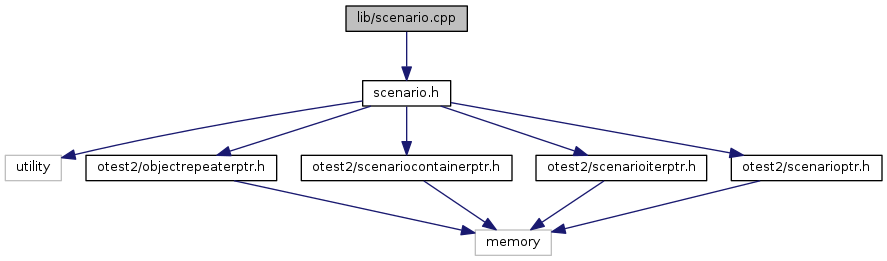 lib/scenario.cpp
scenario.h
utility
otest2/objectrepeaterptr.h
otest2/scenariocontainerptr.h
otest2/scenarioiterptr.h
otest2/scenarioptr.h
memory